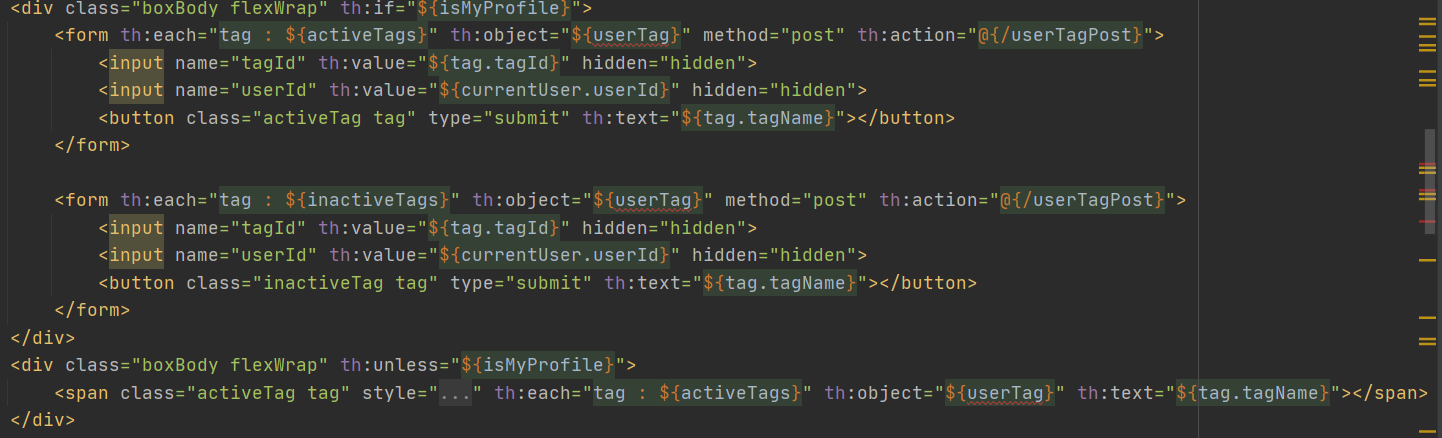 <div class="boxBody flexWrap" th:if="${isMyProfile}">
<form th:each="tag : ${activeTags}" th:object="${userTag}" method="post" th:action="@{/userTagPost}">
<input name="tagId" th:value="${tag.tagId}" hidden="hidden">
<input name="userId" th:value="${currentUser.userId}" hidden="hidden">
<button class="activeTag tag" type="submit" th:text="${tag.tagName}"></button>
</form>
<form th:each="tag : ${inactiveTags}" th:object="${userTag}" method="post" th:action="@{/userTagPost}">
<input name="tagId" th:value="${tag.tagId}" hidden="hidden">
<input name="userId" th:value="${currentUser.userId}" hidden="hidden">
<button class="inactiveTag tag" type="submit" th:text="${tag.tagName}"></button>
</form>
</div>
<div class="boxBody flexWrap" th:unless="${isMyProfile}">
<span class="activeTag tag" style="..." th:each="tag : ${activeTags}" th:object="${userTag}" th:text="${tag.tagName}"></span>
</div>